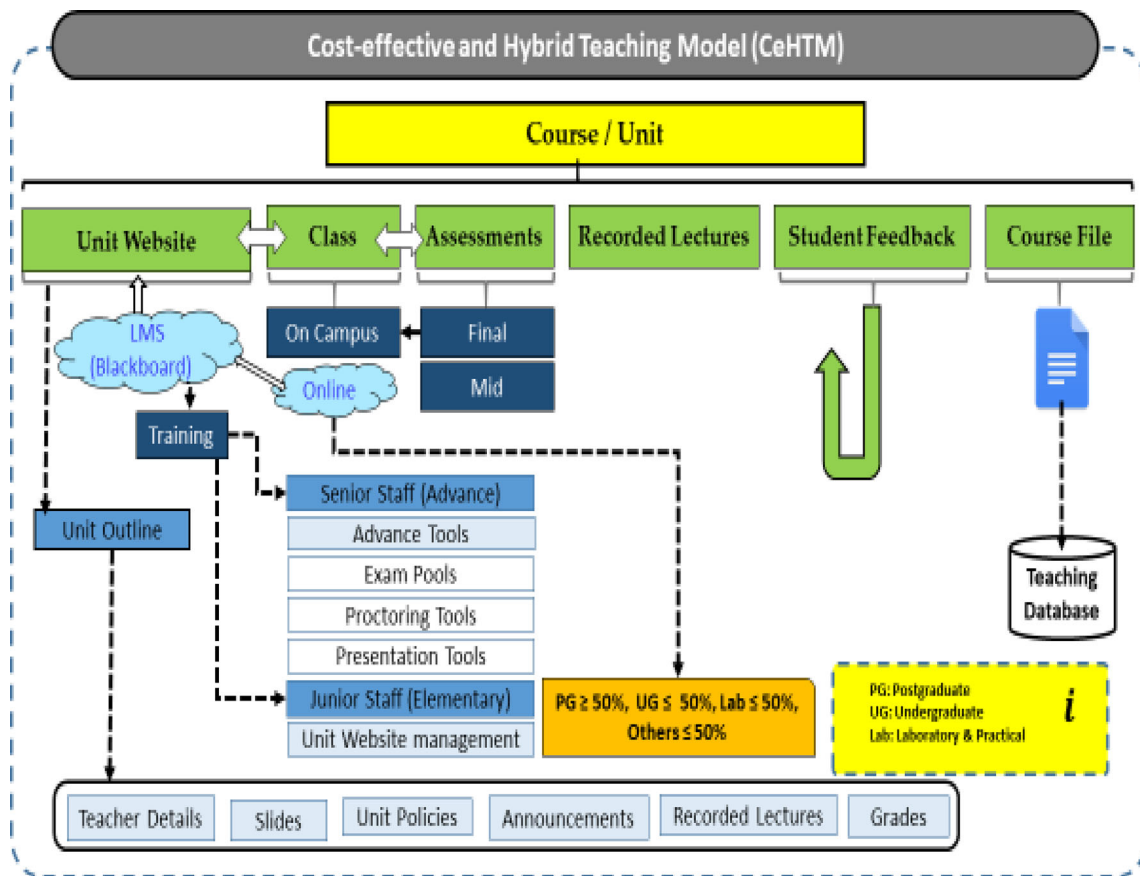 Cost-effective and Hybrid Teaching Model (CeHTM)
Course / Unit
Unit Website
Class
Assessments
Recorded Lectures
Student Feedback
Course File
LMS
(Blackboard)
On Campus
Final
Online
Mid
Training
Senior Staff (Advance)
Unit Outline
Advance Tools
Exam Pools
Proctoring Tools
Presentation Tools
Teaching
Database
Junior Staff (Elementary)
Unit Website management
PG ≥ 50%, UG ≤ 50%, Lab ≤ 50%,
Others ≤ 50%
PG: Postgraduate
UG: Undergraduate
Lab: Laboratory & Practical
i
Teacher Details
Slides
Unit Policies
Announcements
Recorded Lectures
Grades